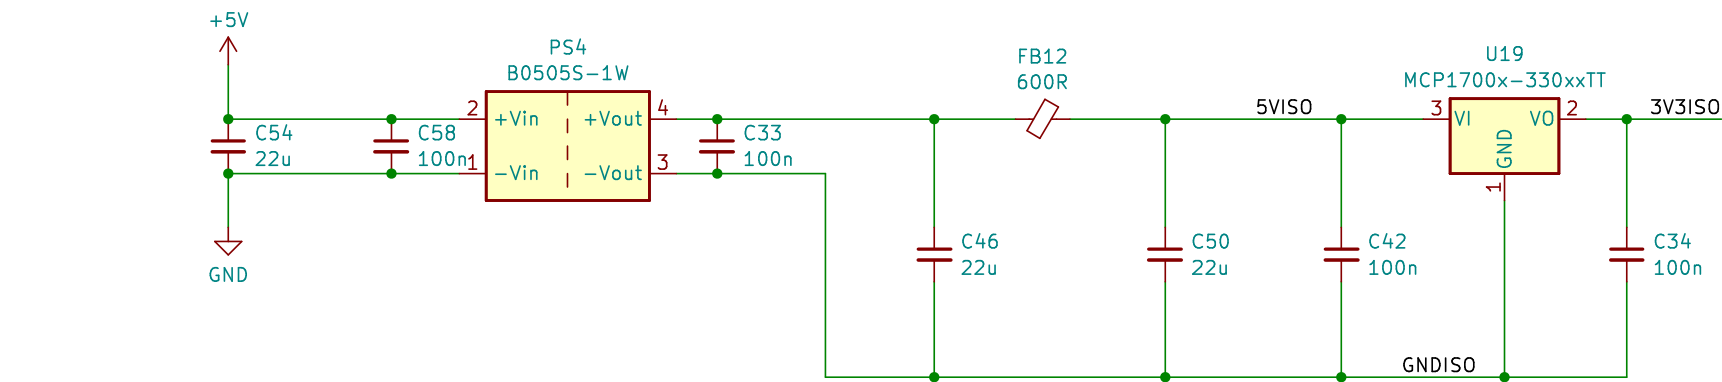 +5V
PS4
B0505S-1W
FB12
600R
U19
MCP1700x-330xxTT
2
+Vin
+Vout
4
5VISO
3
VI
VO
2
3V3ISO
GND
1
C54
22u
C58
100n
1
-Vin
-Vout
3
C33
100n
GND
C46
22u
C50
22u
C42
100n
C34
100n
GNDISO